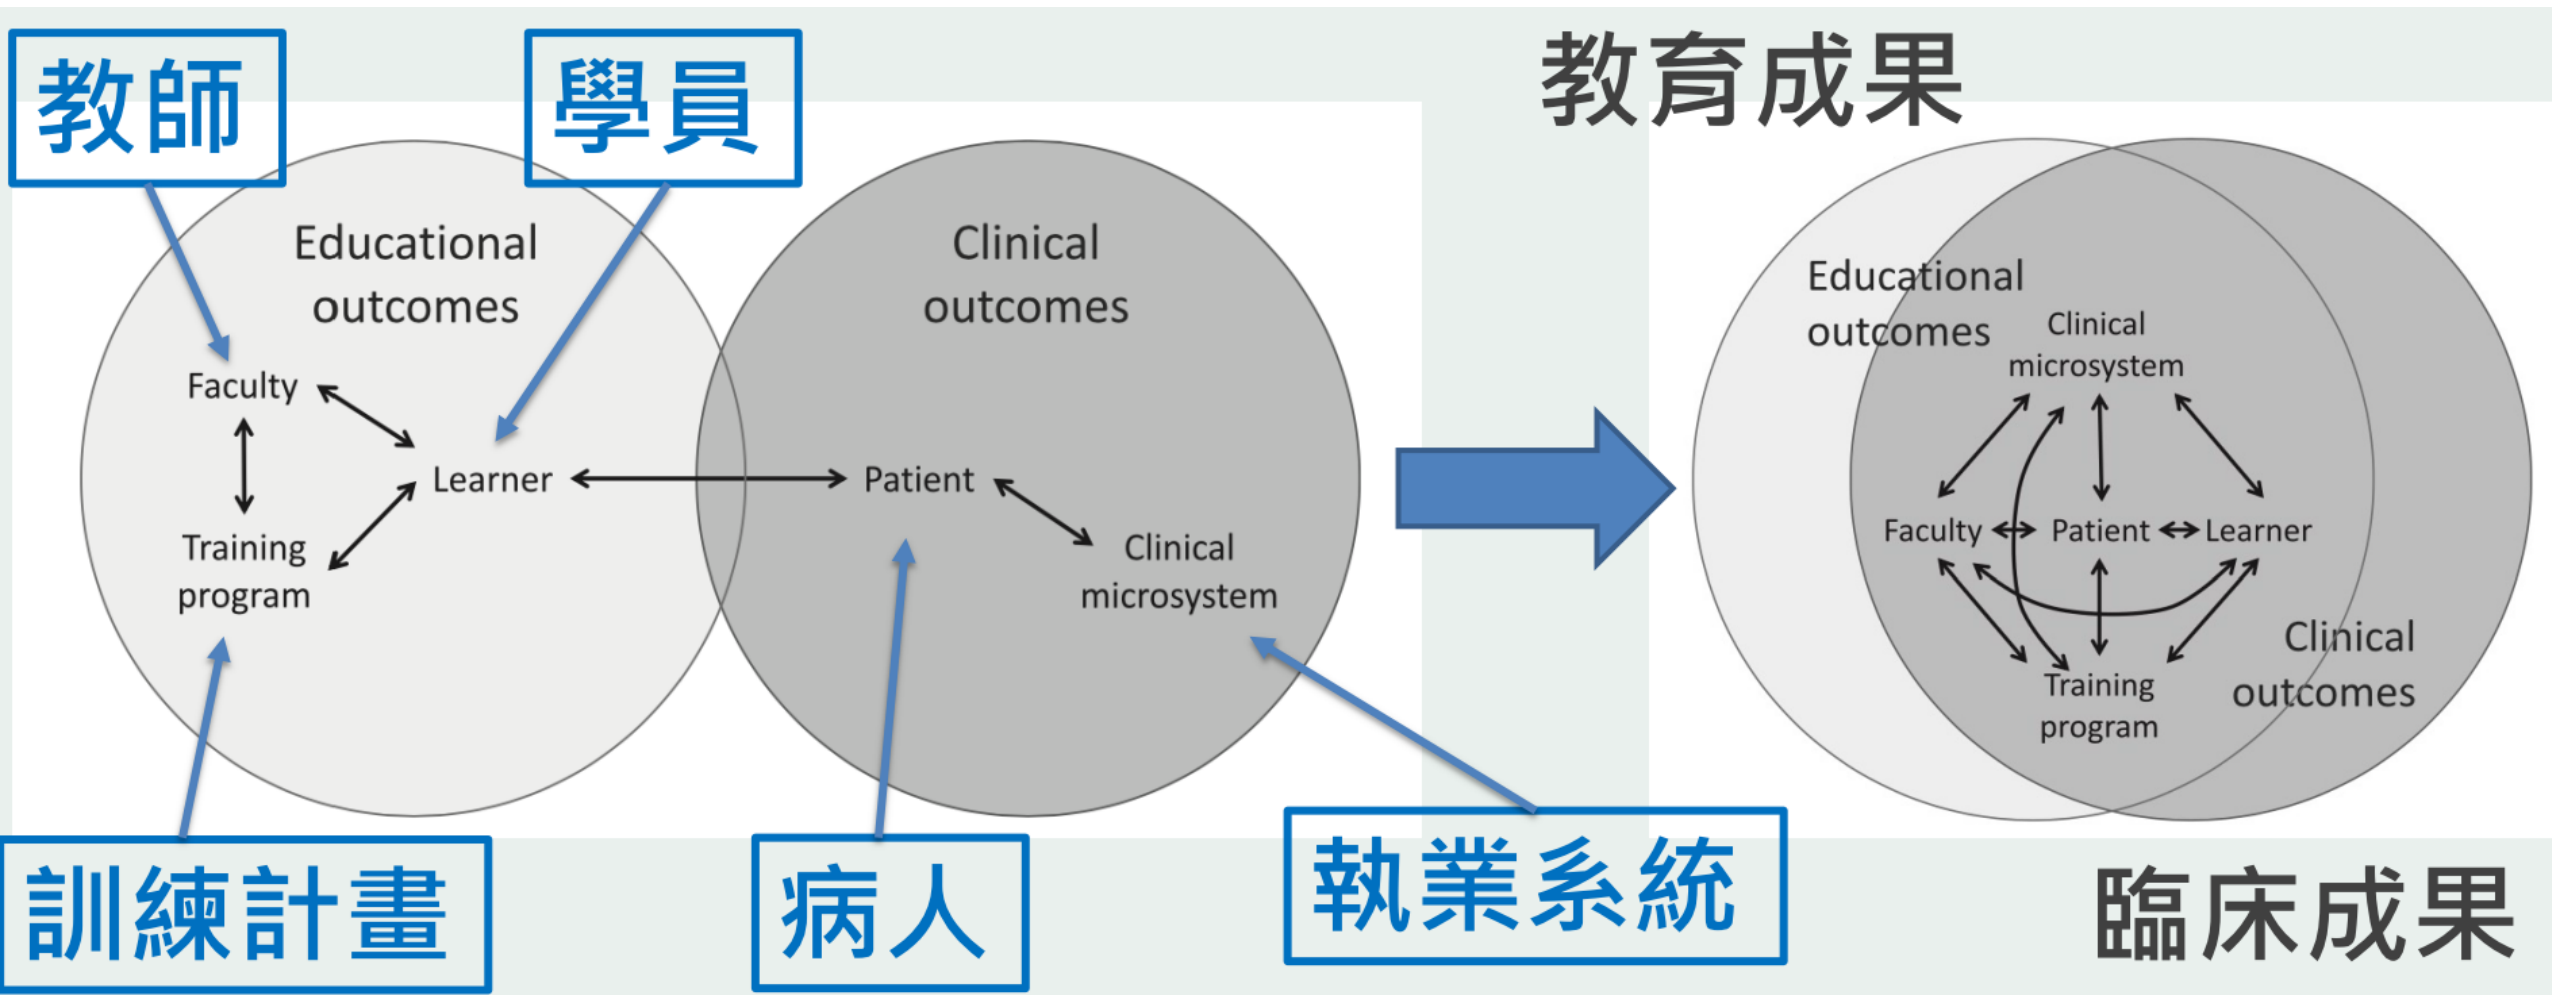 教師
學員
教育成果
Educational
outcomes
Clinical
outcomes
Faculty
Learner
Training
program
Patient
Clinical
microsystem
Educational
outcomes
Clinical
microsystem
Faculty
Patient
Learner
Training
program
Clinical
outcomes
訓練計畫
病人
執業系統
臨床成果